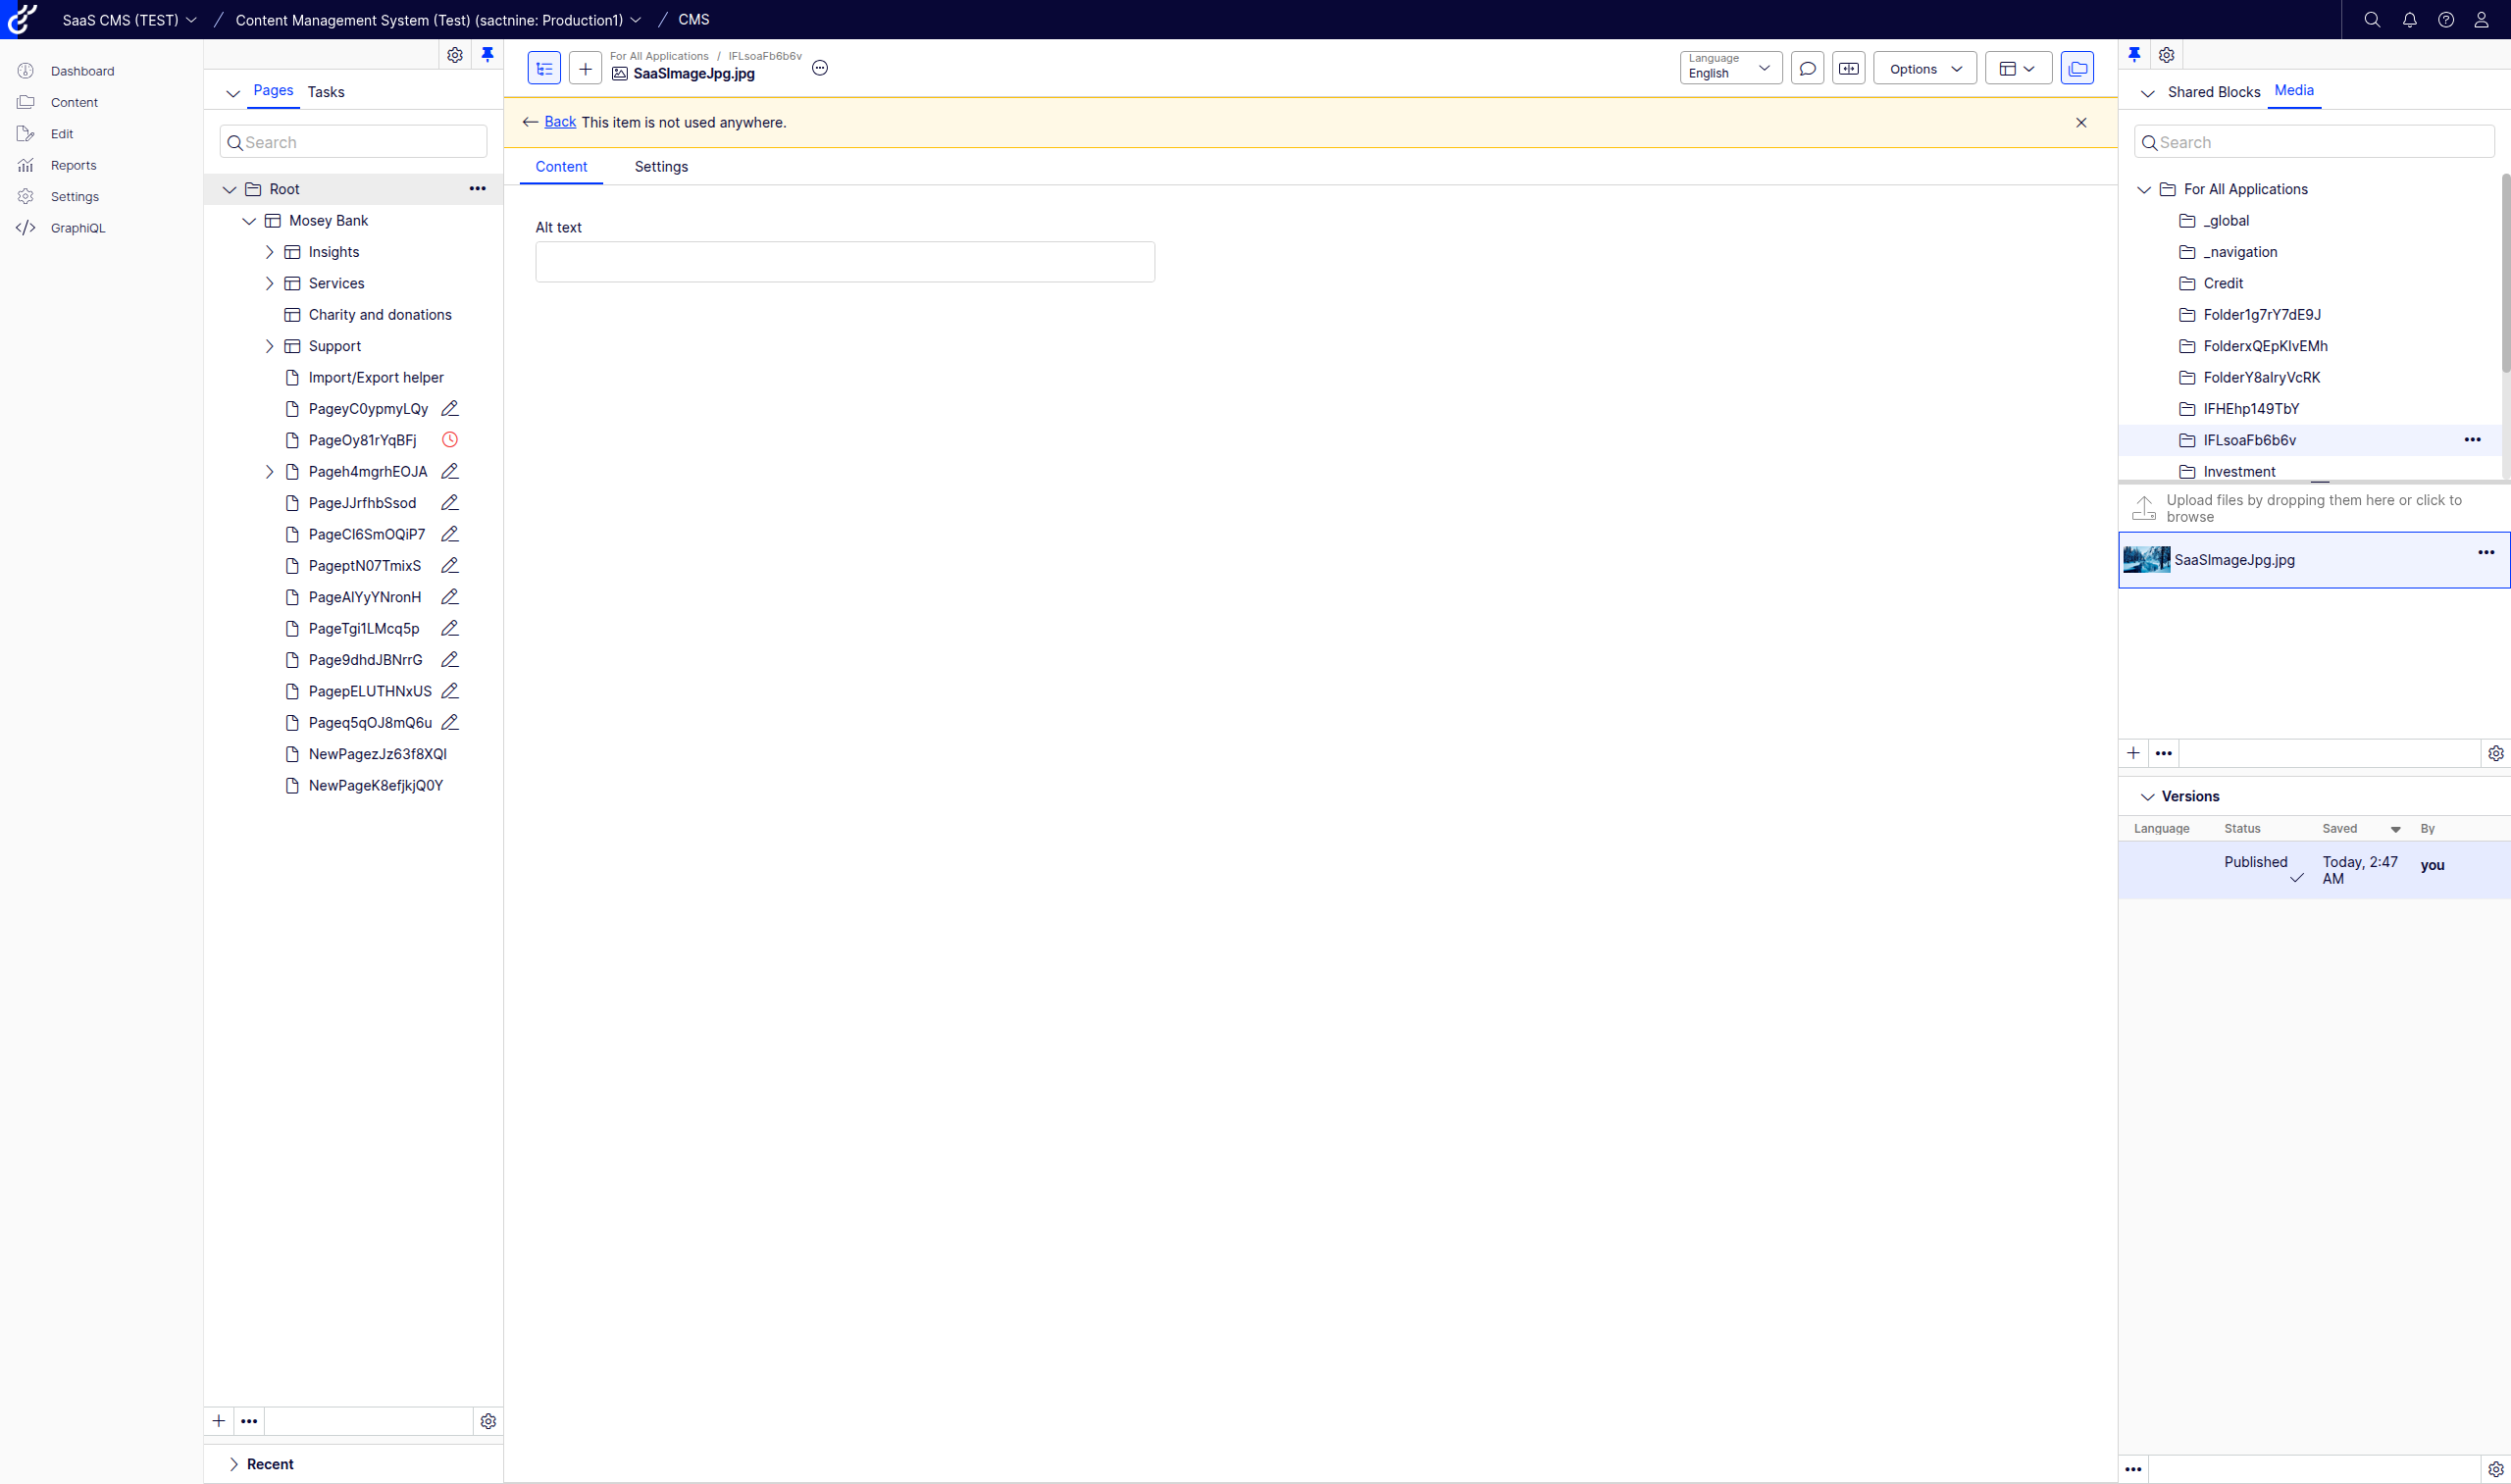 SaaS CMS (TEST) / Content Management System (Test) (sactnine: Production1) / CMS
Dashboard
Content
Edit
Reports
Settings
GraphiQL
Pages Tasks
Search
Root
Mosey Bank
Insights
Services
Charity and donations
Support
Import/Export helper
PageyC0ypmyLQy
PageOy81rYqBFj
Pageh4mgrhEOJA
PageJJrfhbSsod
PageCl6SmOQiP7
PageptN07TmixS
PageAlYyYNronH
PageTgi1LMcq5p
Page9dhdJBNrrG
PagepELUTHNxUS
Pageq5qOJ8mQ6u
NewPagezJz63f8XQl
NewPageK8efjkjQ0Y
Recent
For All Applications / IFLsoaFb6b6v
SaaSImageJpg.jpg
Language
English
Options
Back This item is not used anywhere.
Content Settings
Alt text
Shared Blocks Media
Search
For All Applications
_global
_navigation
Credit
Folder1g7rY7dE9J
FolderxQEpKlvEMh
FolderY8alryVcRK
IFHEhp149TbY
IFLsoaFb6b6v
Investment
Upload files by dropping them here or click to
browse
SaaSImageJpg.jpg
Versions
Language Status Saved By
Published Today, 2:47 you
AM